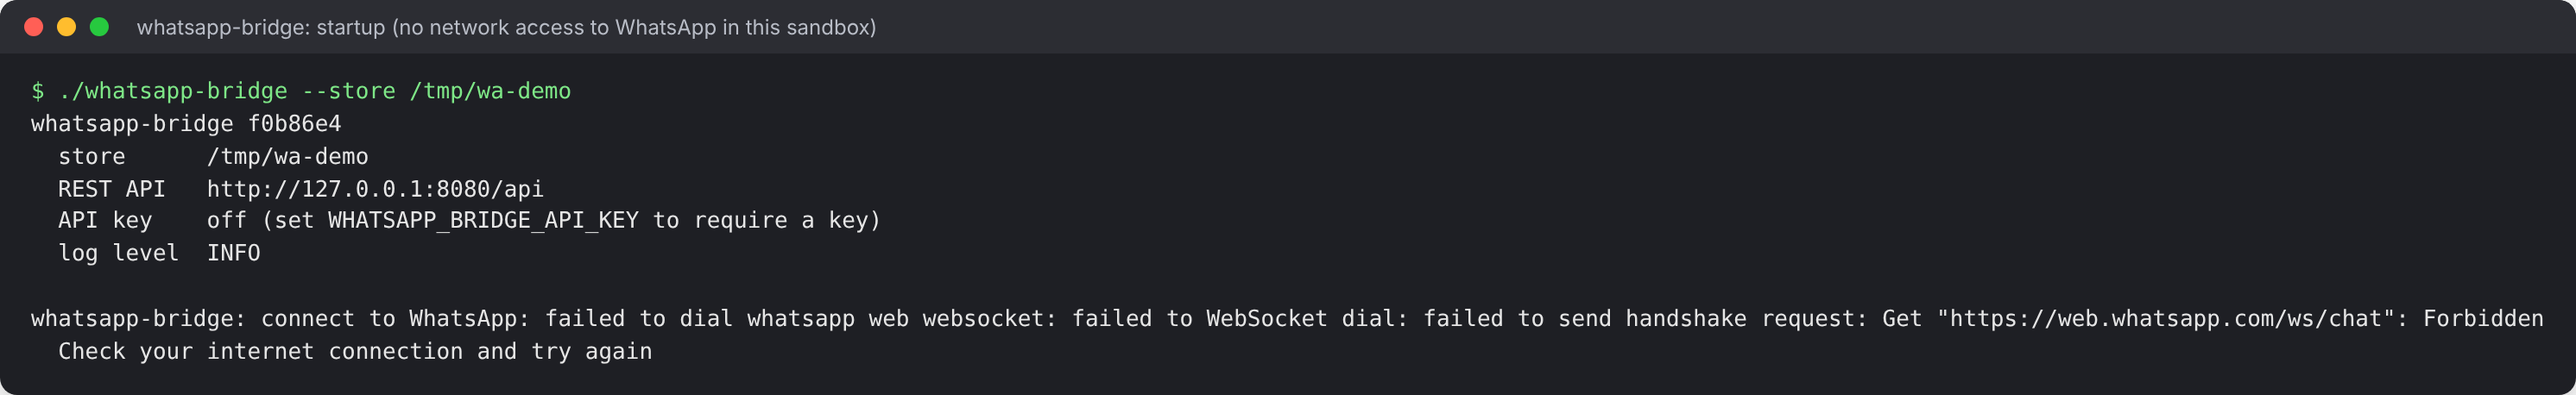 whatsapp-bridge: startup (no network access to WhatsApp in this sandbox)
$ ./whatsapp-bridge --store /tmp/wa-demo
whatsapp-bridge f0b86e4
  store      /tmp/wa-demo
  REST API   http://127.0.0.1:8080/api
  API key    off (set WHATSAPP_BRIDGE_API_KEY to require a key)
  log level  INFO
whatsapp-bridge: connect to WhatsApp: failed to dial whatsapp web websocket: failed to WebSocket dial: failed to send handshake request: Get "https://web.whatsapp.com/ws/chat": Forbidden
  Check your internet connection and try again